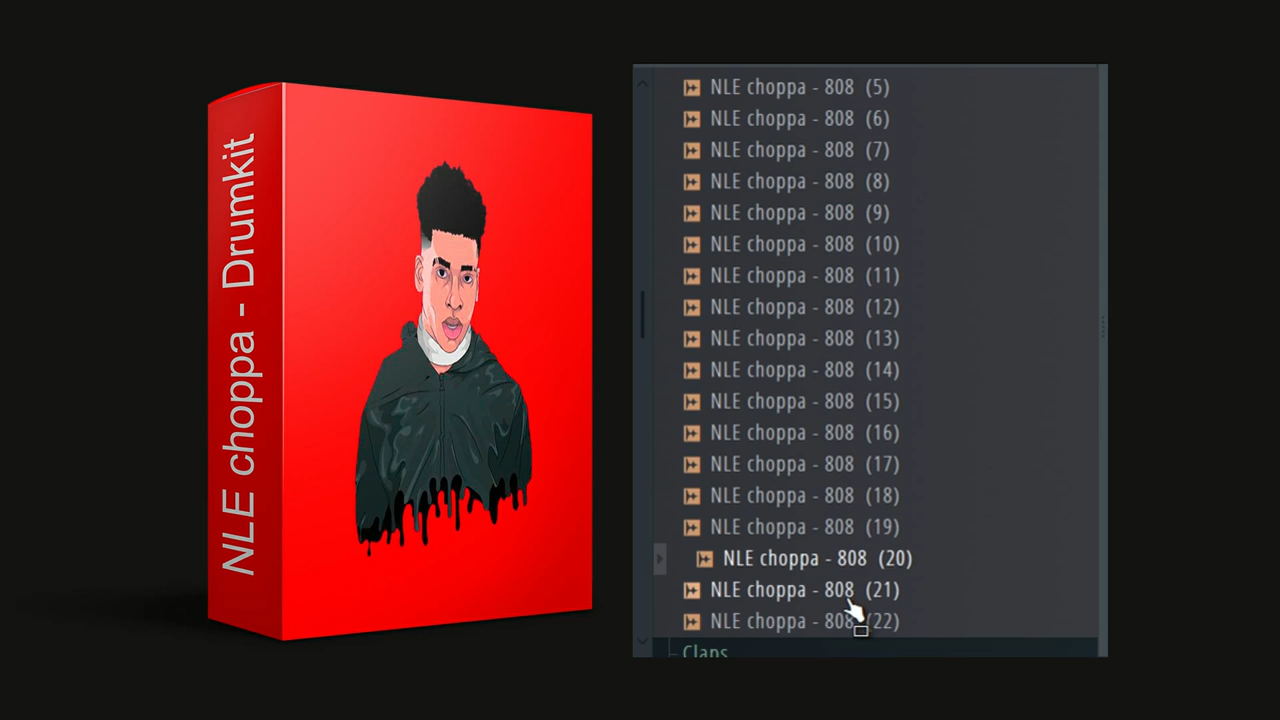 NLE choppa - Drumkit
NLE choppa - 808 (5)
NLE choppa - 808 (6)
NLE choppa - 808 (7)
NLE choppa - 808 (8)
NLE choppa - 808 (9)
NLE choppa - 808 (10)
NLE choppa - 808 (11)
NLE choppa - 808 (12)
NLE choppa - 808 (13)
NLE choppa - 808 (14)
NLE choppa - 808 (15)
NLE choppa - 808 (16)
NLE choppa - 808 (17)
NLE choppa - 808 (18)
NLE choppa - 808 (19)
NLE choppa - 808 (20)
NLE choppa - 808 (21)
NLE choppa - 808 (22)
Claps